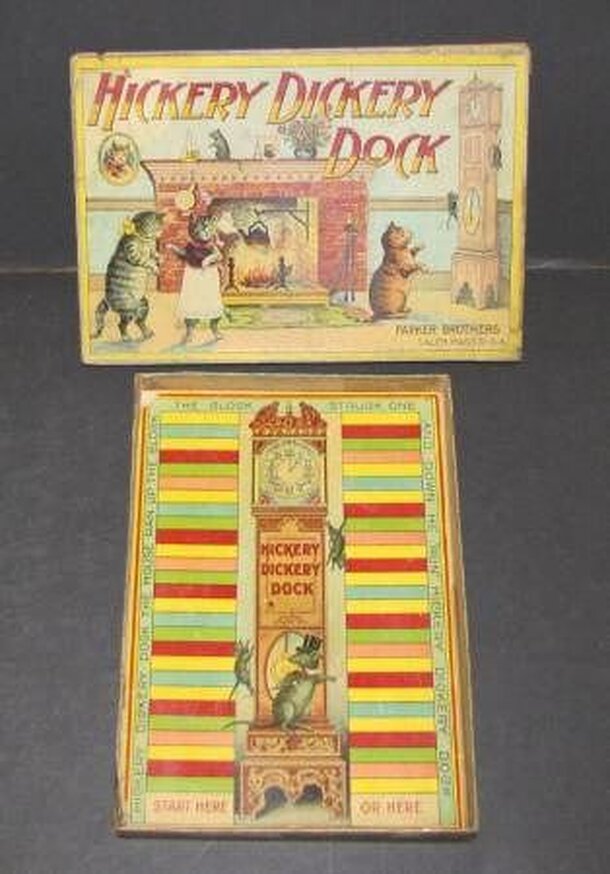 HICKERY DICKERY
DOCK
PARKER BROTHERS
SALEM, MASS. U.S.A.
HICKERY DICKERY DOCK THE MOUSE RAN UP THE CLOCK
THE CLOCK STRUCK ONE
AND DOWN HE RUN HICKERY DICKERY DOCK
HICKERY
DICKERY
DOCK
START HERE
OR HERE